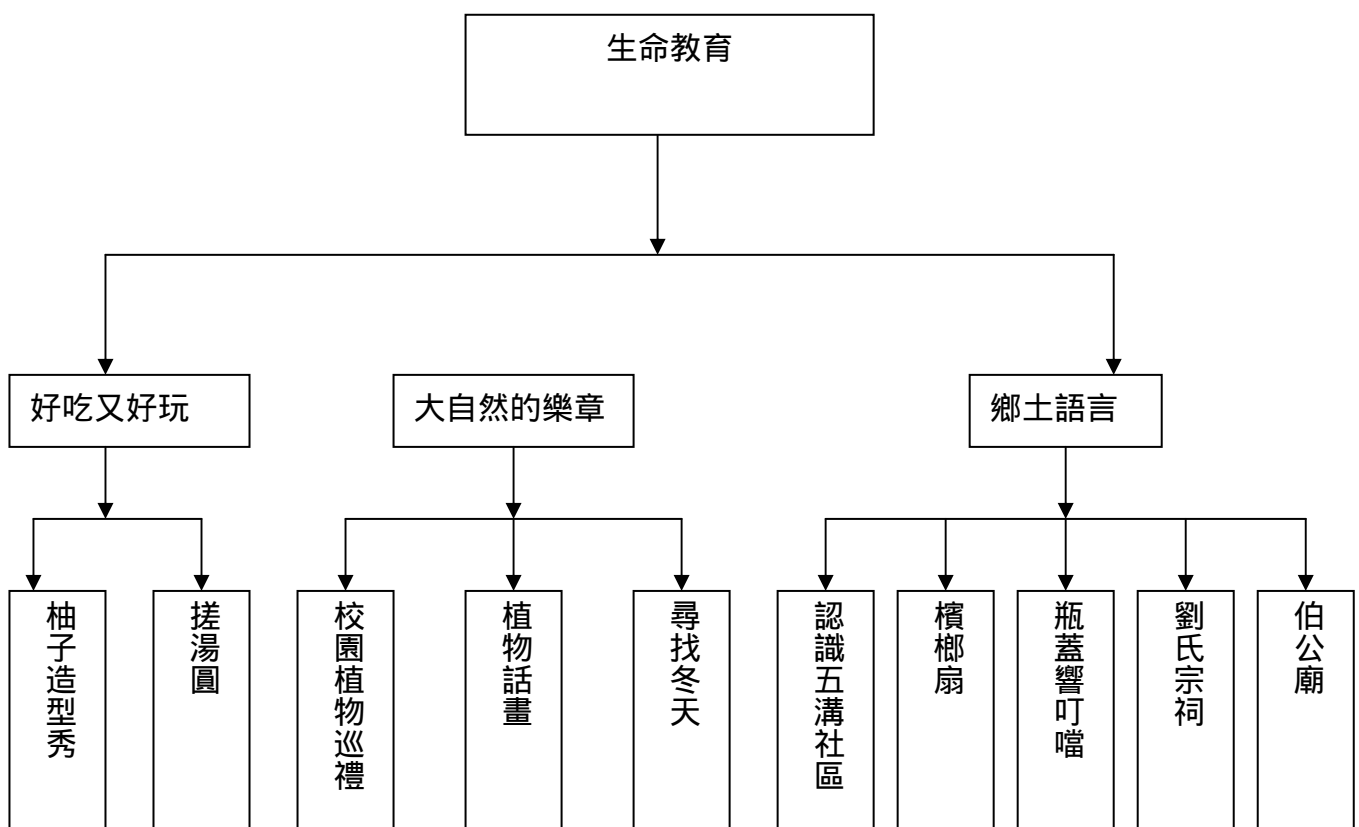 生命教育
好吃又好玩
大自然的樂章
鄉土語言
柚子造型秀
搓湯圓
校園植物巡禮
植物話畫
尋找冬天
認識五溝社區
檳榔扇
瓶蓋響叮噹
劉氏宗祠
伯公廟